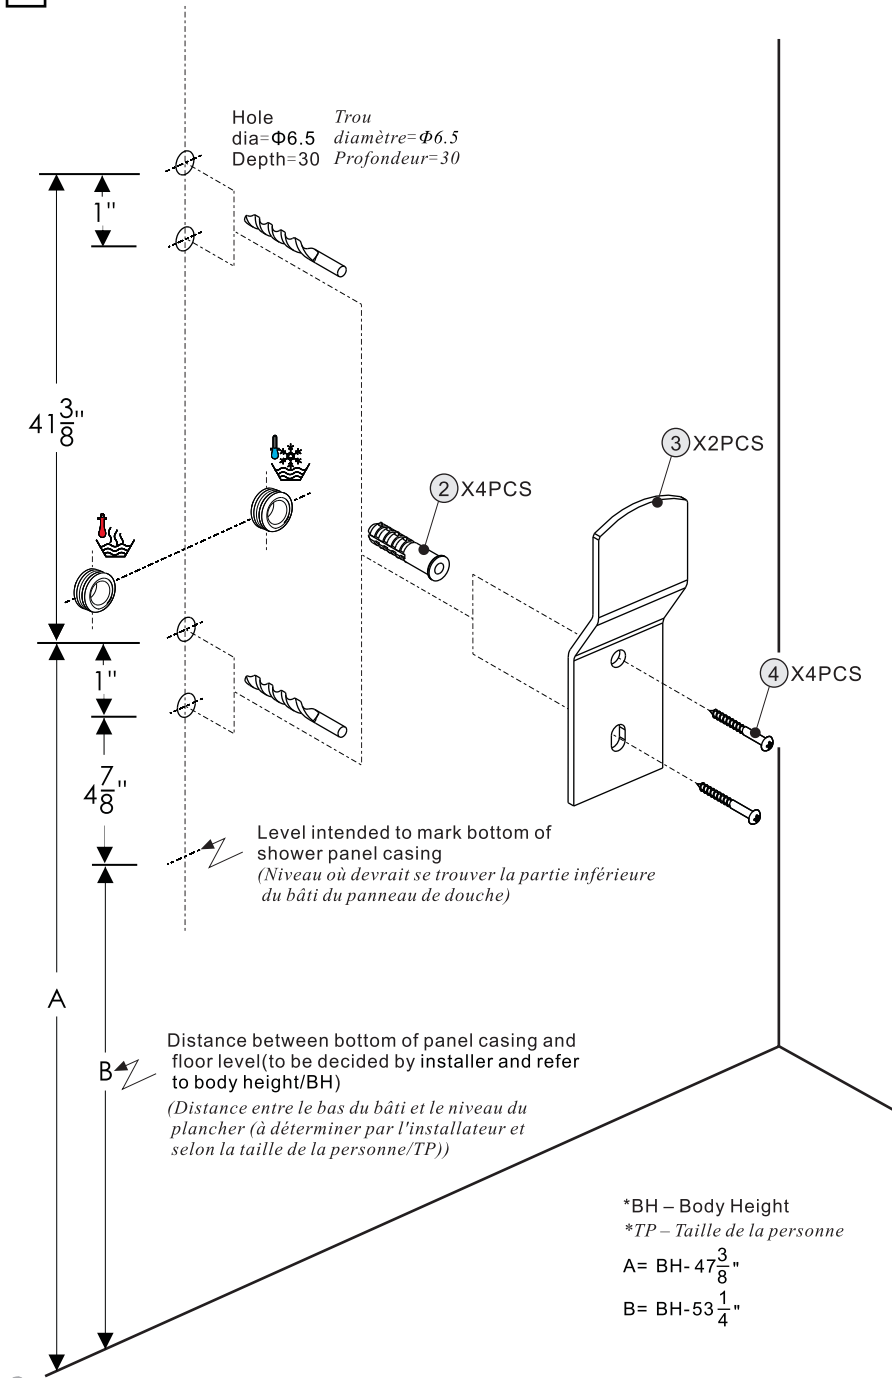 Hole
dia=Φ6.5
Depth=30
Trou
diamètre=Φ6.5
Profondeur=30
1"
41 3/8"
3 X2PCS
2 X4PCS
4 X4PCS
1"
4 7/8"
Level intended to mark bottom of
shower panel casing
(Niveau où devrait se trouver la partie inférieure
du bâti du panneau de douche)
A
B
Distance between bottom of panel casing and
floor level(to be decided by installer and refer
to body height/BH)
(Distance entre le bas du bâti et le niveau du
plancher (à déterminer par l'installateur et
selon la taille de la personne/TP))
*BH – Body Height
*TP – Taille de la personne
A= BH- 47 3/8"
B= BH-53 1/4"